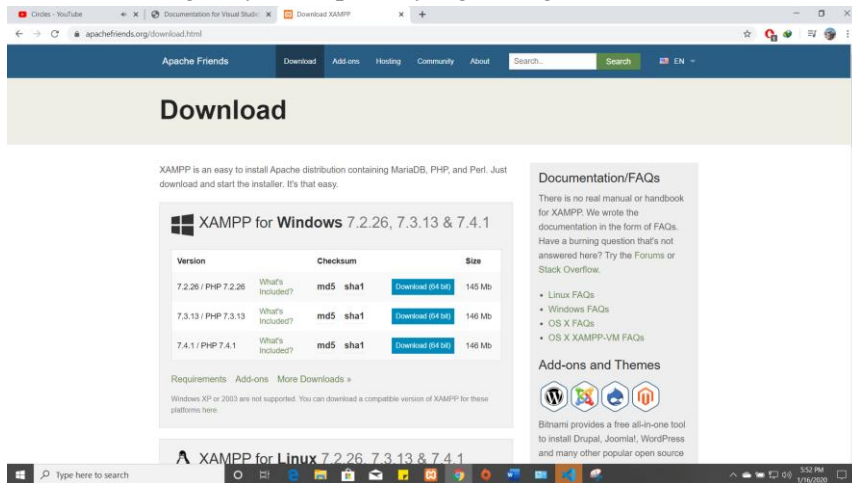 Circles - YouTube
Documentation for Visual Studi
Download XAMPP
apachefriends.org/download.html
Apache Friends
Download
Add-ons
Hosting
Community
About
Search...
Search
EN
Download
XAMPP is an easy to install Apache distribution containing MariaDB, PHP, and Perl. Just
download and start the installer. It's that easy.
XAMPP for Windows 7.2.26, 7.3.13 & 7.4.1
Version Checksum Size
7.2.26 / PHP 7.2.26 What's Included? md5 sha1 Download (64 bit) 145 Mb
7.3.13 / PHP 7.3.13 What's Included? md5 sha1 Download (64 bit) 146 Mb
7.4.1 / PHP 7.4.1 What's Included? md5 sha1 Download (64 bit) 146 Mb
Requirements Add-ons More Downloads »
Windows XP or 2003 are not supported. You can download a compatible version of XAMPP for these
platforms here.
XAMPP for Linux 7.2.26, 7.3.13 & 7.4.1
Documentation/FAQs
There is no real manual or handbook
for XAMPP. We wrote the
documentation in the form of FAQs.
Have a burning question that's not
answered here? Try the Forums or
Stack Overflow.
• Linux FAQs
• Windows FAQs
• OS X FAQs
• OS X XAMPP-VM FAQs
Add-ons and Themes
Bitnami provides a free all-in-one tool
to install Drupal, Joomla!, WordPress
and many other popular open source
Type here to search
5:52 PM
1/16/2020